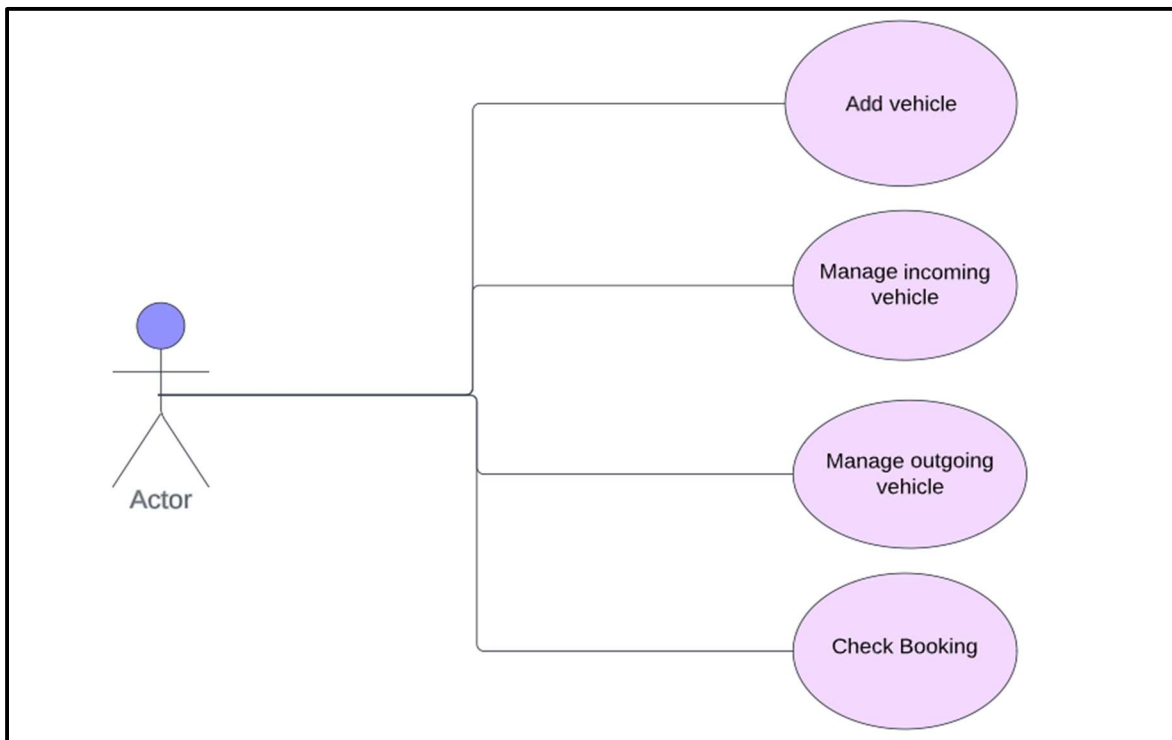 Add vehicle
Manage incoming
vehicle
Manage outgoing
vehicle
Actor
Check Booking